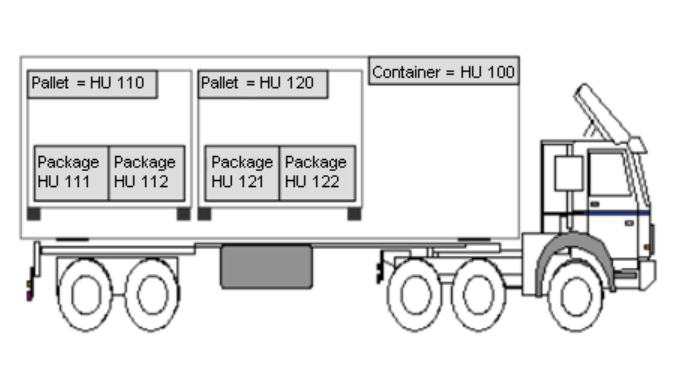 Container = HU 100
Pallet = HU 110
Pallet = HU 120
Package
HU 111
Package
HU 112
Package
HU 121
Package
HU 122